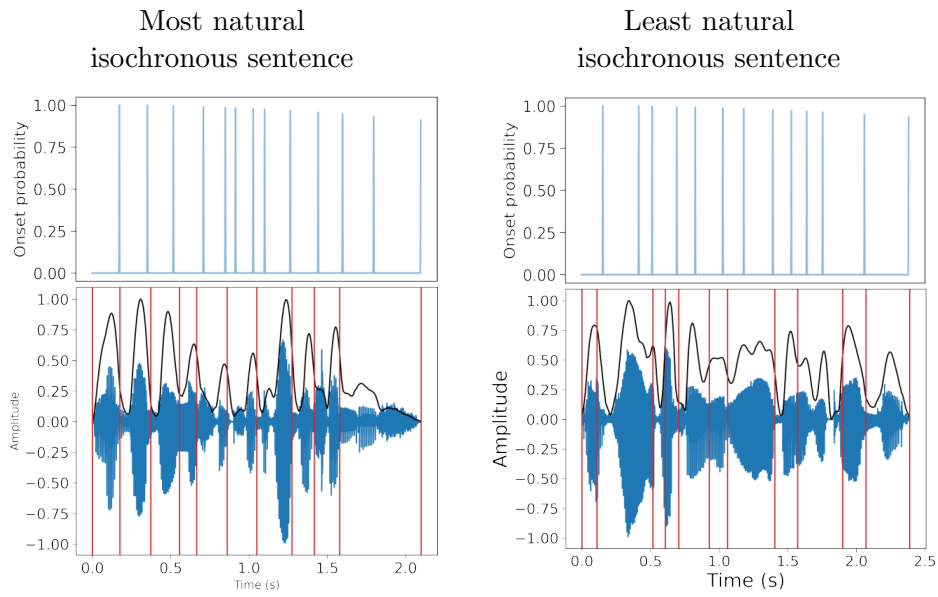 Most natural
isochronous sentence
Least natural
isochronous sentence
Onset probability
1.00
0.75
0.50
0.25
0.00
Onset probability
1.00
0.75
0.50
0.25
0.00
Amplitude
1.00
0.75
0.50
0.25
0.00
−0.25
−0.50
−0.75
−1.00
0.0 0.5 1.0 1.5 2.0
Time (s)
Amplitude
1.00
0.75
0.50
0.25
0.00
−0.25
−0.50
−0.75
−1.00
0.0 0.5 1.0 1.5 2.0 2.5
Time (s)